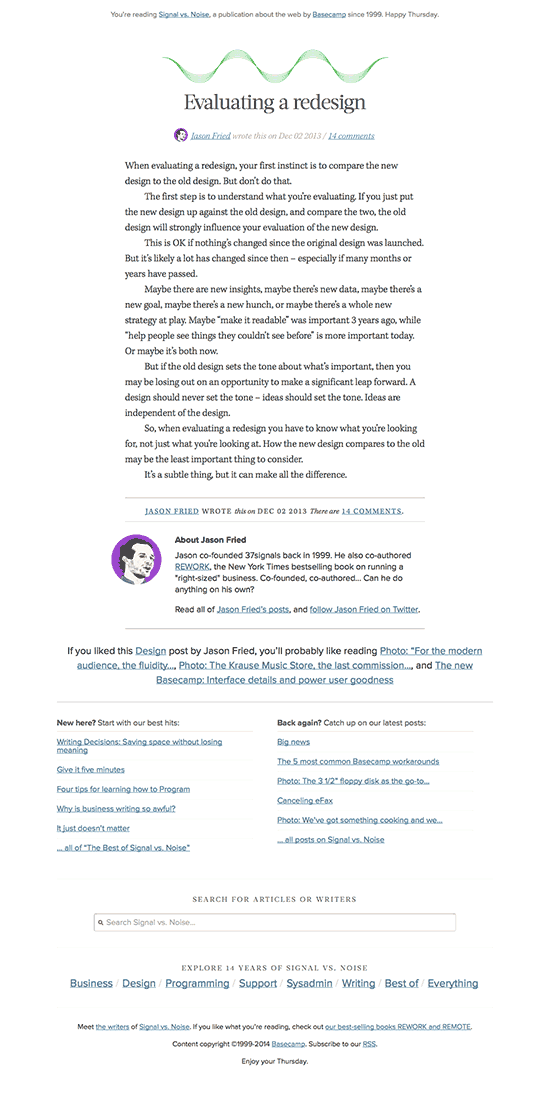 You're reading Signal vs. Noise, a publication about the web by Basecamp since 1999. Happy Thursday.
Evaluating a redesign
Jason Fried wrote this on Dec 02 2013 / 14 comments
When evaluating a redesign, your first instinct is to compare the new
design to the old design. But don't do that.
The first step is to understand what you're evaluating. If you just put
the new design up against the old design, and compare the two, the old
design will strongly influence your evaluation of the new design.
This is OK if nothing's changed since the original design was launched.
But it's likely a lot has changed since then – especially if many months or
years have passed.
Maybe there are new insights, maybe there's new data, maybe there's a
new goal, maybe there's a new hunch, or maybe there's a whole new
strategy at play. Maybe "make it readable" was important 3 years ago, while
"help people see things they couldn't see before" is more important today.
Or maybe it's both now.
But if the old design sets the tone about what's important, then you
may be losing out on an opportunity to make a significant leap forward. A
design should never set the tone – ideas should set the tone. Ideas are
independent of the design.
So, when evaluating a redesign you have to know what you're looking
for, not just what you're looking at. How the new design compares to the old
may be the least important thing to consider.
It's a subtle thing, but it can make all the difference.
JASON FRIED WROTE this on DEC 02 2013 There are 14 COMMENTS.
About Jason Fried
Jason co-founded 37signals back in 1999. He also co-authored
REWORK, the New York Times bestselling book on running a
"right-sized" business. Co-founded, co-authored... Can he do
anything on his own?
Read all of Jason Fried's posts, and follow Jason Fried on Twitter.
If you liked this Design post by Jason Fried, you'll probably like reading Photo: "For the modern
audience, the fluidity..., Photo: The Krause Music Store, the last commission..., and The new
Basecamp: Interface details and power user goodness
New here? Start with our best hits:
Writing Decisions: Saving space without losing
meaning
Give it five minutes
Four tips for learning how to Program
Why is business writing so awful?
It just doesn't matter
... all of "The Best of Signal vs. Noise"
Back again? Catch up on our latest posts:
Big news
The 5 most common Basecamp workarounds
Photo: The 3 1/2" floppy disk as the go-to...
Canceling eFax
Photo: We've got something cooking and we...
... all posts on Signal vs. Noise
SEARCH FOR ARTICLES OR WRITERS
Search Signal vs. Noise...
EXPLORE 14 YEARS OF SIGNAL VS. NOISE
Business / Design / Programming / Support / Sysadmin / Writing / Best of / Everything
Meet the writers of Signal vs. Noise. If you like what you're reading, check out our best-selling books REWORK and REMOTE.
Content copyright ©1999-2014 Basecamp. Subscribe to our RSS.
Enjoy your Thursday.